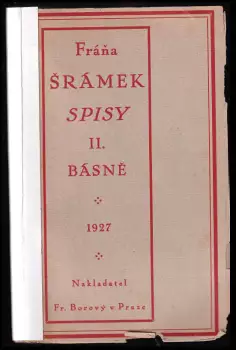 Fráňa
ŠRÁMEK
SPISY
II.
BÁSNĚ
1927
Nakladatel
Fr. Borový v Praze